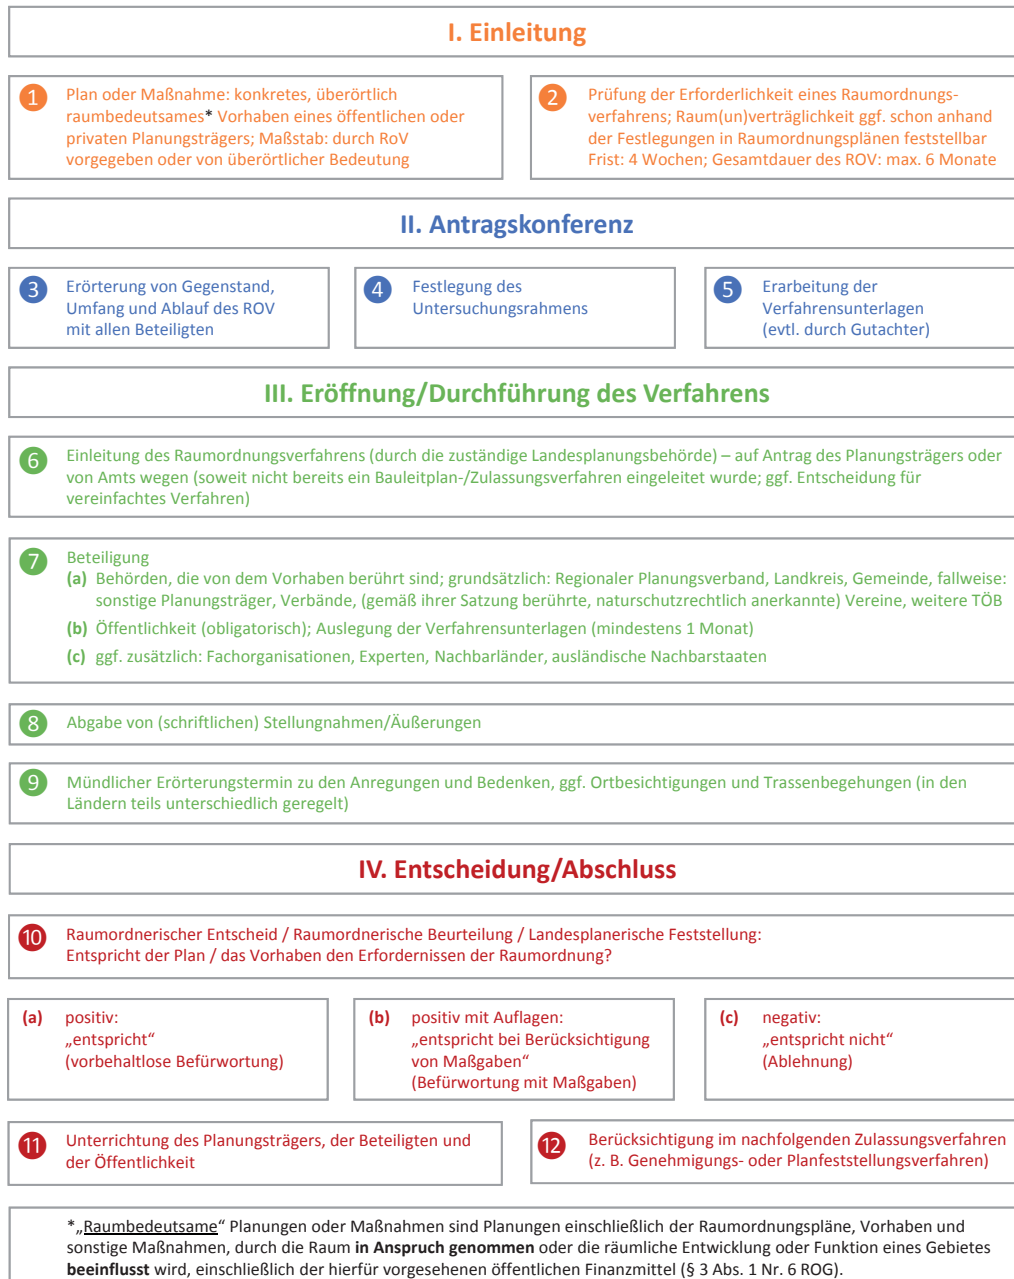 I. Einleitung
1 Plan oder Maßnahme: konkretes, überörtlich
raumbedeutsames* Vorhaben eines öffentlichen oder
privaten Planungsträgers; Maßstab: durch RoV
vorgegeben oder von überörtlicher Bedeutung
2 Prüfung der Erforderlichkeit eines Raumordnungs-
verfahrens; Raum(un)verträglichkeit ggf. schon anhand
der Festlegungen in Raumordnungsplänen feststellbar
Frist: 4 Wochen; Gesamtdauer des ROV: max. 6 Monate
II. Antragskonferenz
3 Erörterung von Gegenstand,
Umfang und Ablauf des ROV
mit allen Beteiligten
4 Festlegung des
Untersuchungsrahmens
5 Erarbeitung der
Verfahrensunterlagen
(evtl. durch Gutachter)
III. Eröffnung/Durchführung des Verfahrens
6 Einleitung des Raumordnungsverfahrens (durch die zuständige Landesplanungsbehörde) – auf Antrag des Planungsträgers oder
von Amts wegen (soweit nicht bereits ein Bauleitplan-/Zulassungsverfahren eingeleitet wurde; ggf. Entscheidung für
vereinfachtes Verfahren)
7 Beteiligung
(a) Behörden, die von dem Vorhaben berührt sind; grundsätzlich: Regionaler Planungsverband, Landkreis, Gemeinde, fallweise:
sonstige Planungsträger, Verbände, (gemäß ihrer Satzung berührte, naturschutzrechtlich anerkannte) Vereine, weitere TÖB
(b) Öffentlichkeit (obligatorisch); Auslegung der Verfahrensunterlagen (mindestens 1 Monat)
(c) ggf. zusätzlich: Fachorganisationen, Experten, Nachbarländer, ausländische Nachbarstaaten
8 Abgabe von (schriftlichen) Stellungnahmen/Äußerungen
9 Mündlicher Erörterungstermin zu den Anregungen und Bedenken, ggf. Ortbesichtigungen und Trassenbegehungen (in den
Ländern teils unterschiedlich geregelt)
IV. Entscheidung/Abschluss
10 Raumordnerischer Entscheid / Raumordnerische Beurteilung / Landesplanerische Feststellung:
Entspricht der Plan / das Vorhaben den Erfordernissen der Raumordnung?
(a) positiv:
„entspricht“
(vorbehaltlose Befürwortung)
(b) positiv mit Auflagen:
„entspricht bei Berücksichtigung
von Maßgaben“
(Befürwortung mit Maßgaben)
(c) negativ:
„entspricht nicht“
(Ablehnung)
11 Unterrichtung des Planungsträgers, der Beteiligten und
der Öffentlichkeit
12 Berücksichtigung im nachfolgenden Zulassungsverfahren
(z. B. Genehmigungs- oder Planfeststellungsverfahren)
*„Raumbedeutsame“ Planungen oder Maßnahmen sind Planungen einschließlich der Raumordnungspläne, Vorhaben und
sonstige Maßnahmen, durch die Raum in Anspruch genommen oder die räumliche Entwicklung oder Funktion eines Gebietes
beeinflusst wird, einschließlich der hierfür vorgesehenen öffentlichen Finanzmittel (§ 3 Abs. 1 Nr. 6 ROG).